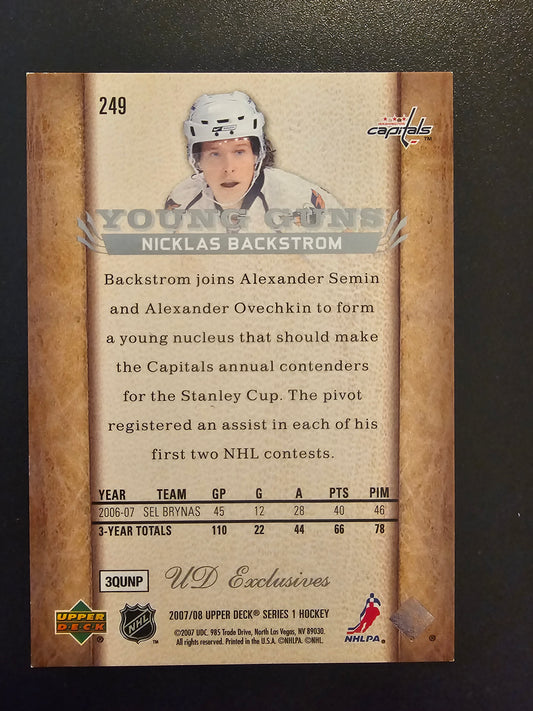 249
capitals™
YOUNG GUNS
NICKLAS BACKSTROM
Backstrom joins Alexander Semin
and Alexander Ovechkin to form
a young nucleus that should make
the Capitals annual contenders
for the Stanley Cup. The pivot
registered an assist in each of his
first two NHL contests.
YEAR TEAM GP G A PTS PIM
2006-07 SEL BRYNAS 45 12 28 40 46
3-YEAR TOTALS 110 22 44 66 78
3QUNP UD Exclusives
UPPER DECK
NHL
2007/08 UPPER DECK® SERIES 1 HOCKEY
©2007 UDC. 985 Trade Drive, North Las Vegas, NV 89030.
All rights reserved. Printed in the U.S.A. ©NHLPA. ©NHL.
NHLPA.